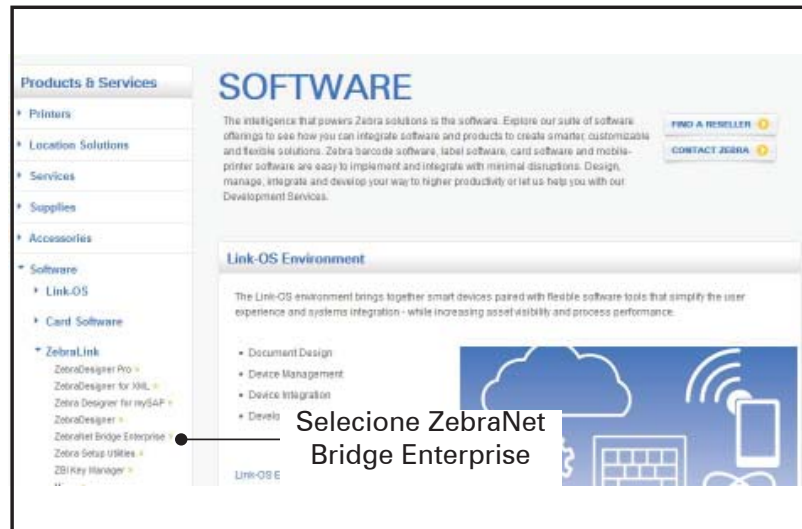 Products & Services
Printers
Location Solutions
Services
Supplies
Accessories
Software
Link-OS
Card Software
ZebraLink
ZebraDesigner Pro
ZebraDesigner for XML
Zebra Designer for mySAP
ZebraDesigner
ZebraNet Bridge Enterprise
Zebra Setup Utilities
ZBI Key Manager
SOFTWARE
The intelligence that powers Zebra solutions is the software. Explore our suite of software
offerings to see how you can integrate software and products to create smarter, customizable
and flexible solutions. Zebra barcode software, label software, card software and mobile-
printer software are easy to implement and integrate with minimal disruptions. Design,
manage, integrate and develop your way to higher productivity or let us help you with our
Development Services.
FIND A RESELLER
CONTACT ZEBRA
Link-OS Environment
The Link-OS environment brings together smart devices paired with flexible software tools that simplify the user
experience and systems integration - while increasing asset visibility and process performance.
• Document Design
• Device Management
• Device Integration
• Develo
Link-OS E
Selecione ZebraNet
Bridge Enterprise